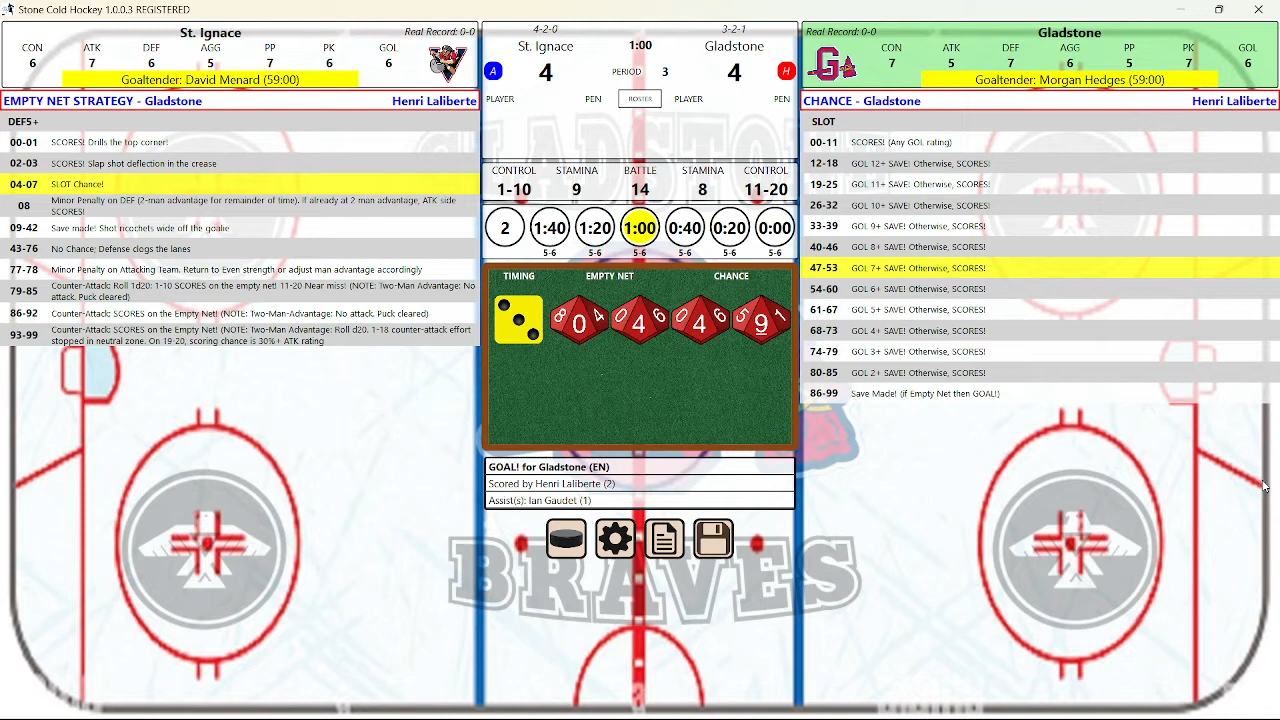 Stone Cold Hockey 1.0.0.3 REGISTERED
St. Ignace
Real Record: 0-0
CON ATK DEF AGG PP PK GOL
6 7 6 5 7 6 6
Goaltender: David Menard (59:00)
EMPTY NET STRATEGY - Gladstone Henri Laliberte
DEF5+
00-01 SCORES! Drills the top corner!
02-03 SCORES! Slap shot deflection in the crease
04-07 SLOT Chance!
08 Minor Penalty on DEF (2-man advantage for remainder of time). If already at 2 man advantage, ATK side
SCORES!
09-42 Save made! Shot ricochets wide off the goalie
43-76 No Chance; Defense clogs the lanes
77-78 Minor Penalty on Attacking Team. Return to Even strength or adjust man advantage accordingly
79-85 Counter-Attack: Roll 1d20: 1-10 SCORES on the empty net! 11-20 Near miss! (NOTE: Two-Man Advantage: No
attack. Puck cleared)
86-92 Counter-Attack; SCORES on the Empty Net! (NOTE: Two-Man-Advantage: No attack. Puck cleared)
93-99 Counter-Attack; SCORES on the Empty Net! (NOTE: Two-Man Advantage: Roll d20, 1-18 counter-attack effort
stopped in neutral zone. On 19-20, scoring chance is 30%+ ATK rating)
4-2-0 3-2-1
St. Ignace 1:00 Gladstone
A 4 PERIOD 3 4 H
PLAYER PEN ROSTER PLAYER PEN
GLADSTONE
CONTROL STAMINA BATTLE STAMINA CONTROL
1-10 9 14 8 11-20
2 1:40 1:20 1:00 0:40 0:20 0:00
5-6 5-6 5-6 5-6 5-6 5-6
TIMING EMPTY NET CHANCE
8 0 4 8 4 6 0 4 6 5 9 1
GOAL! for Gladstone (EN)
Scored by Henri Laliberte (2)
Assist(s): Ian Gaudet (1)
BRAVES
Real Record: 0-0
Gladstone
G
CON ATK DEF AGG PP PK GOL
7 5 7 6 5 7 6
Goaltender: Morgan Hedges (59:00)
CHANCE - Gladstone Henri Laliberte
SLOT
00-11 SCORES! (Any GOL rating)
12-18 GOL 12+ SAVE! Otherwise, SCORES!
19-25 GOL 11+ SAVE! Otherwise, SCORES!
26-32 GOL 10+ SAVE! Otherwise, SCORES!
33-39 GOL 9+ SAVE! Otherwise, SCORES!
40-46 GOL 8+ SAVE! Otherwise, SCORES!
47-53 GOL 7+ SAVE! Otherwise, SCORES!
54-60 GOL 6+ SAVE! Otherwise, SCORES!
61-67 GOL 5+ SAVE! Otherwise, SCORES!
68-73 GOL 4+ SAVE! Otherwise, SCORES!
74-79 GOL 3+ SAVE! Otherwise, SCORES!
80-85 GOL 2+ SAVE! Otherwise, SCORES!
86-99 Save Made! (if Empty Net then GOAL!)